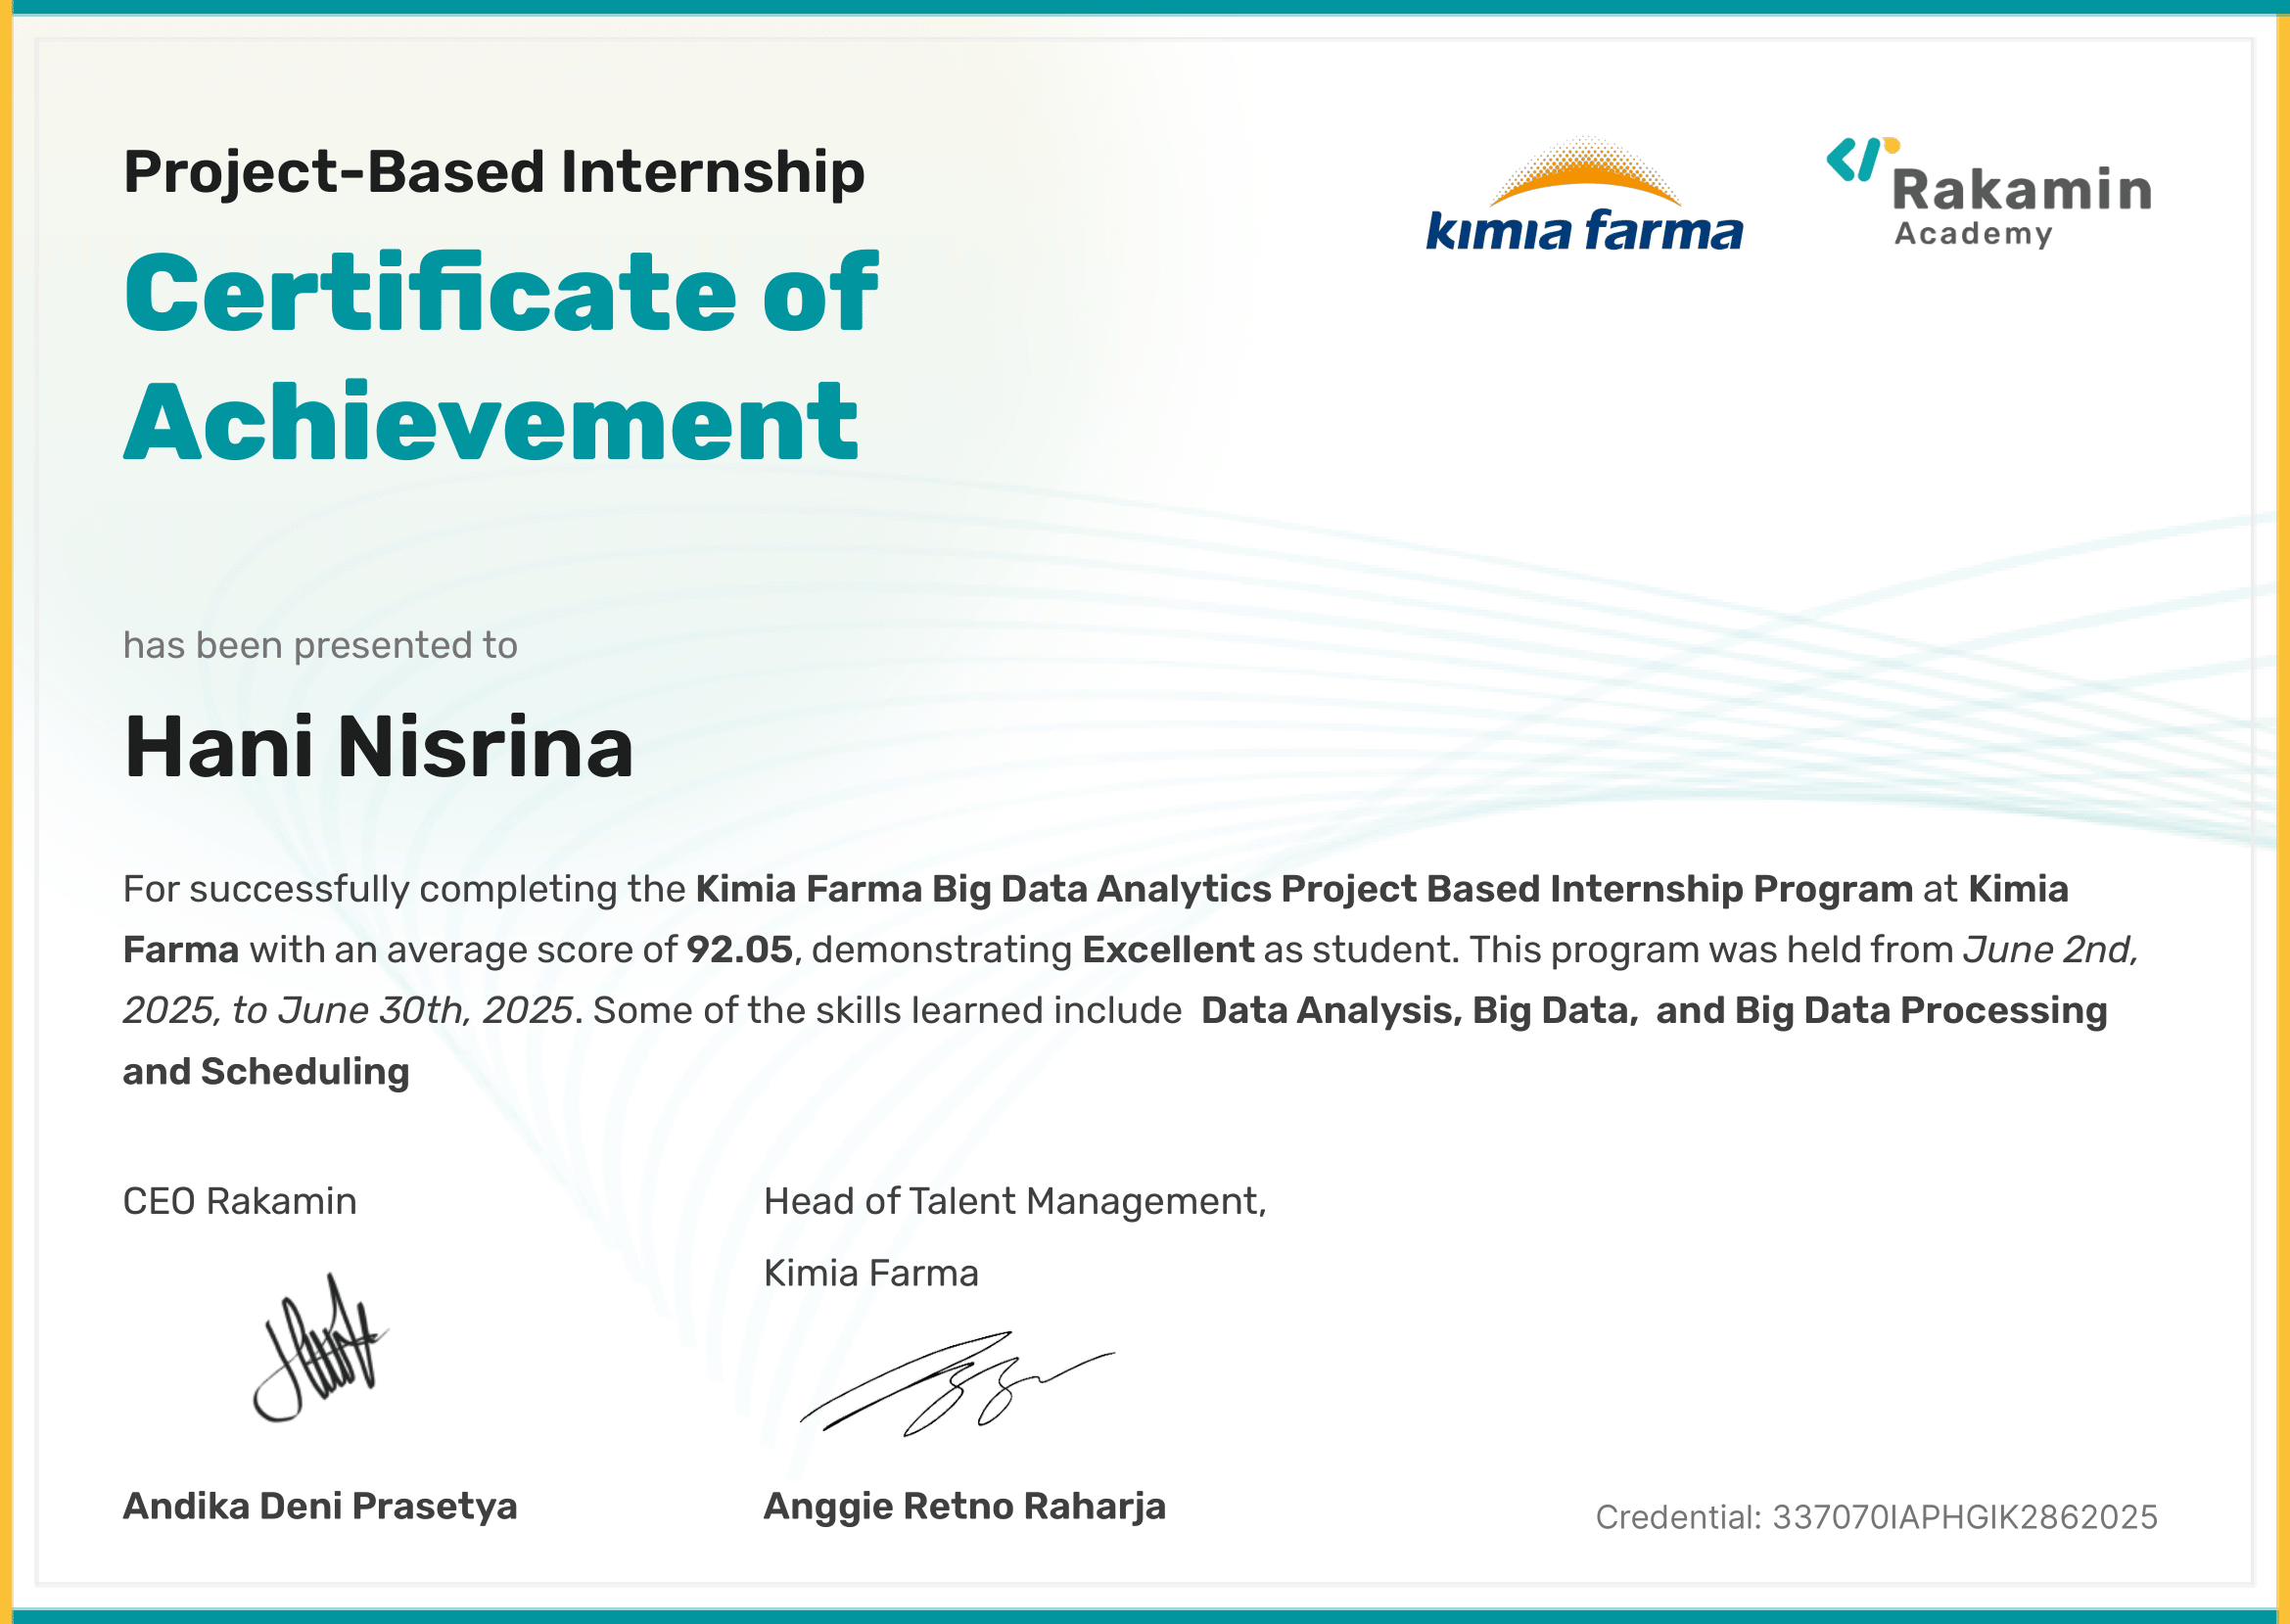 Project-Based Internship
kimia farma
Rakamin
Academy
Certificate of
Achievement
has been presented to
Hani Nisrina
For successfully completing the Kimia Farma Big Data Analytics Project Based Internship Program at Kimia
Farma with an average score of 92.05, demonstrating Excellent as student. This program was held from June 2nd,
2025, to June 30th, 2025. Some of the skills learned include  Data Analysis, Big Data,  and Big Data Processing
and Scheduling
CEO Rakamin
Andika Deni Prasetya
Head of Talent Management,
Kimia Farma
Anggie Retno Raharja
Credential: 337070IAPHGIK2862025